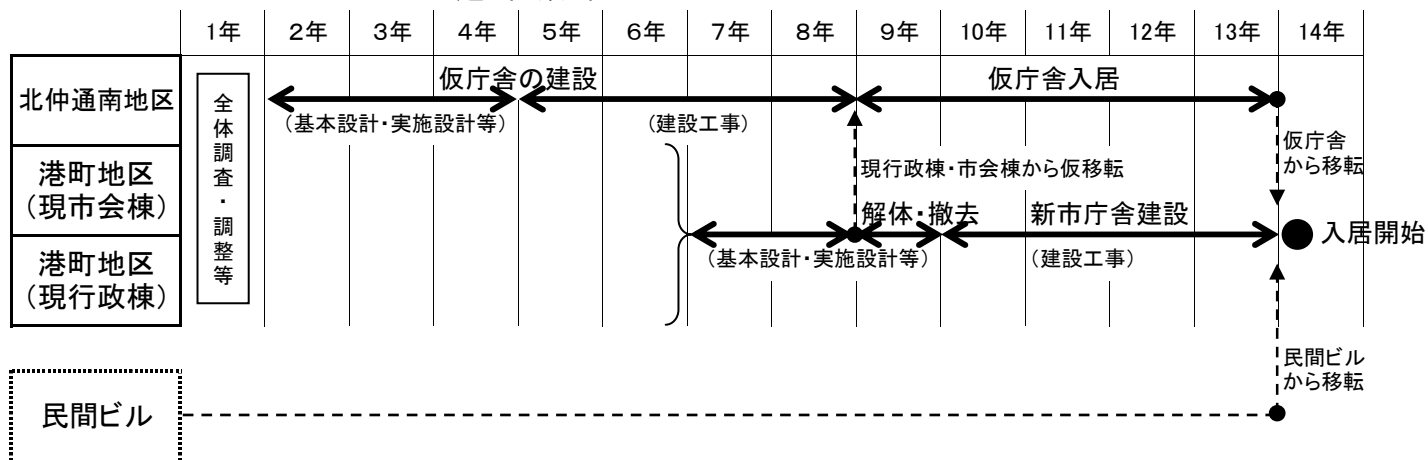 1年 2年 3年 4年 5年 6年 7年 8年 9年 10年 11年 12年 13年 14年
北仲通南地区
全体調査・調整等
仮庁舎の建設
仮庁舎入居
(基本設計・実施設計等)
(建設工事)
仮庁舎
から移転
港町地区
(現市会棟)
現行政棟・市会棟から仮移転
解体・撤去
新市庁舎建設
入居開始
港町地区
(現行政棟)
(基本設計・実施設計等)
(建設工事)
民間ビル
から移転
民間ビル